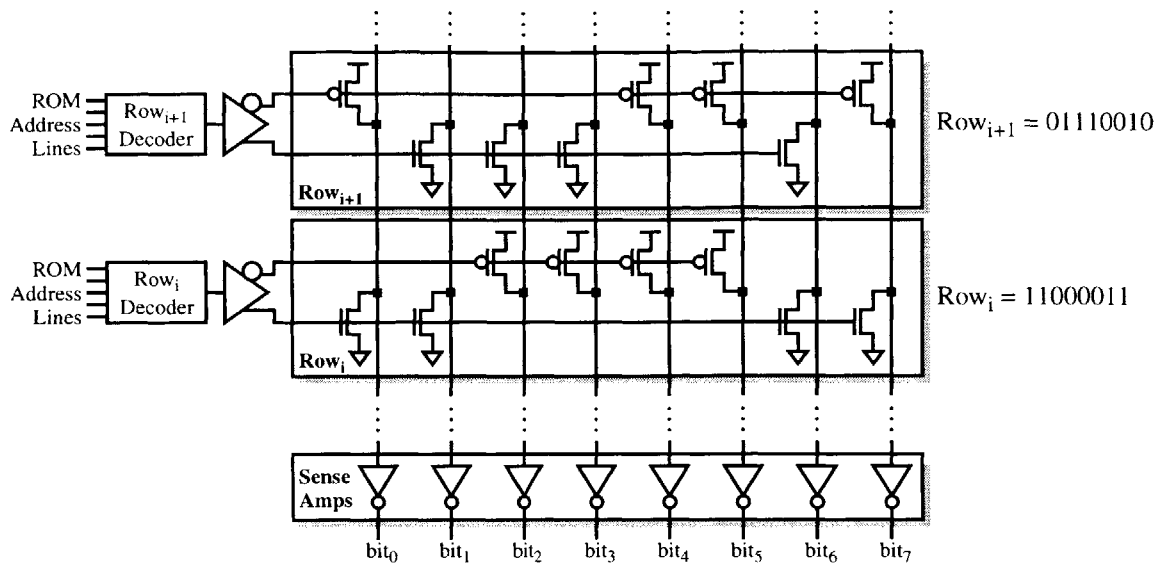 ROM
Address
Lines
Row_{i+1}
Decoder
Row_{i+1}
Row_{i+1} = 01110010
ROM
Address
Lines
Row_i
Decoder
Row_i
Row_i = 11000011
Sense
Amps
bit_0 bit_1 bit_2 bit_3 bit_4 bit_5 bit_6 bit_7